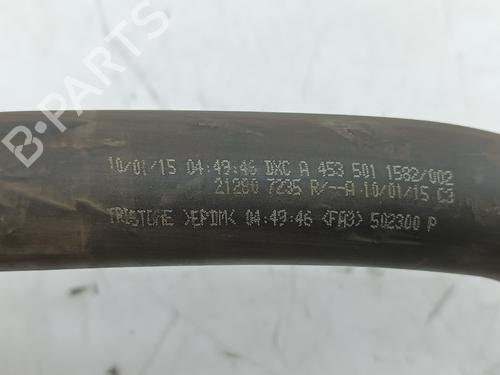 B-PARTS
10/01/15 04:49:46 DXC A 453 501 1582/002
21280 7235 R/--A 10/01/15 C3
>EPDM< 04:49:46 <FA3> 502300 P